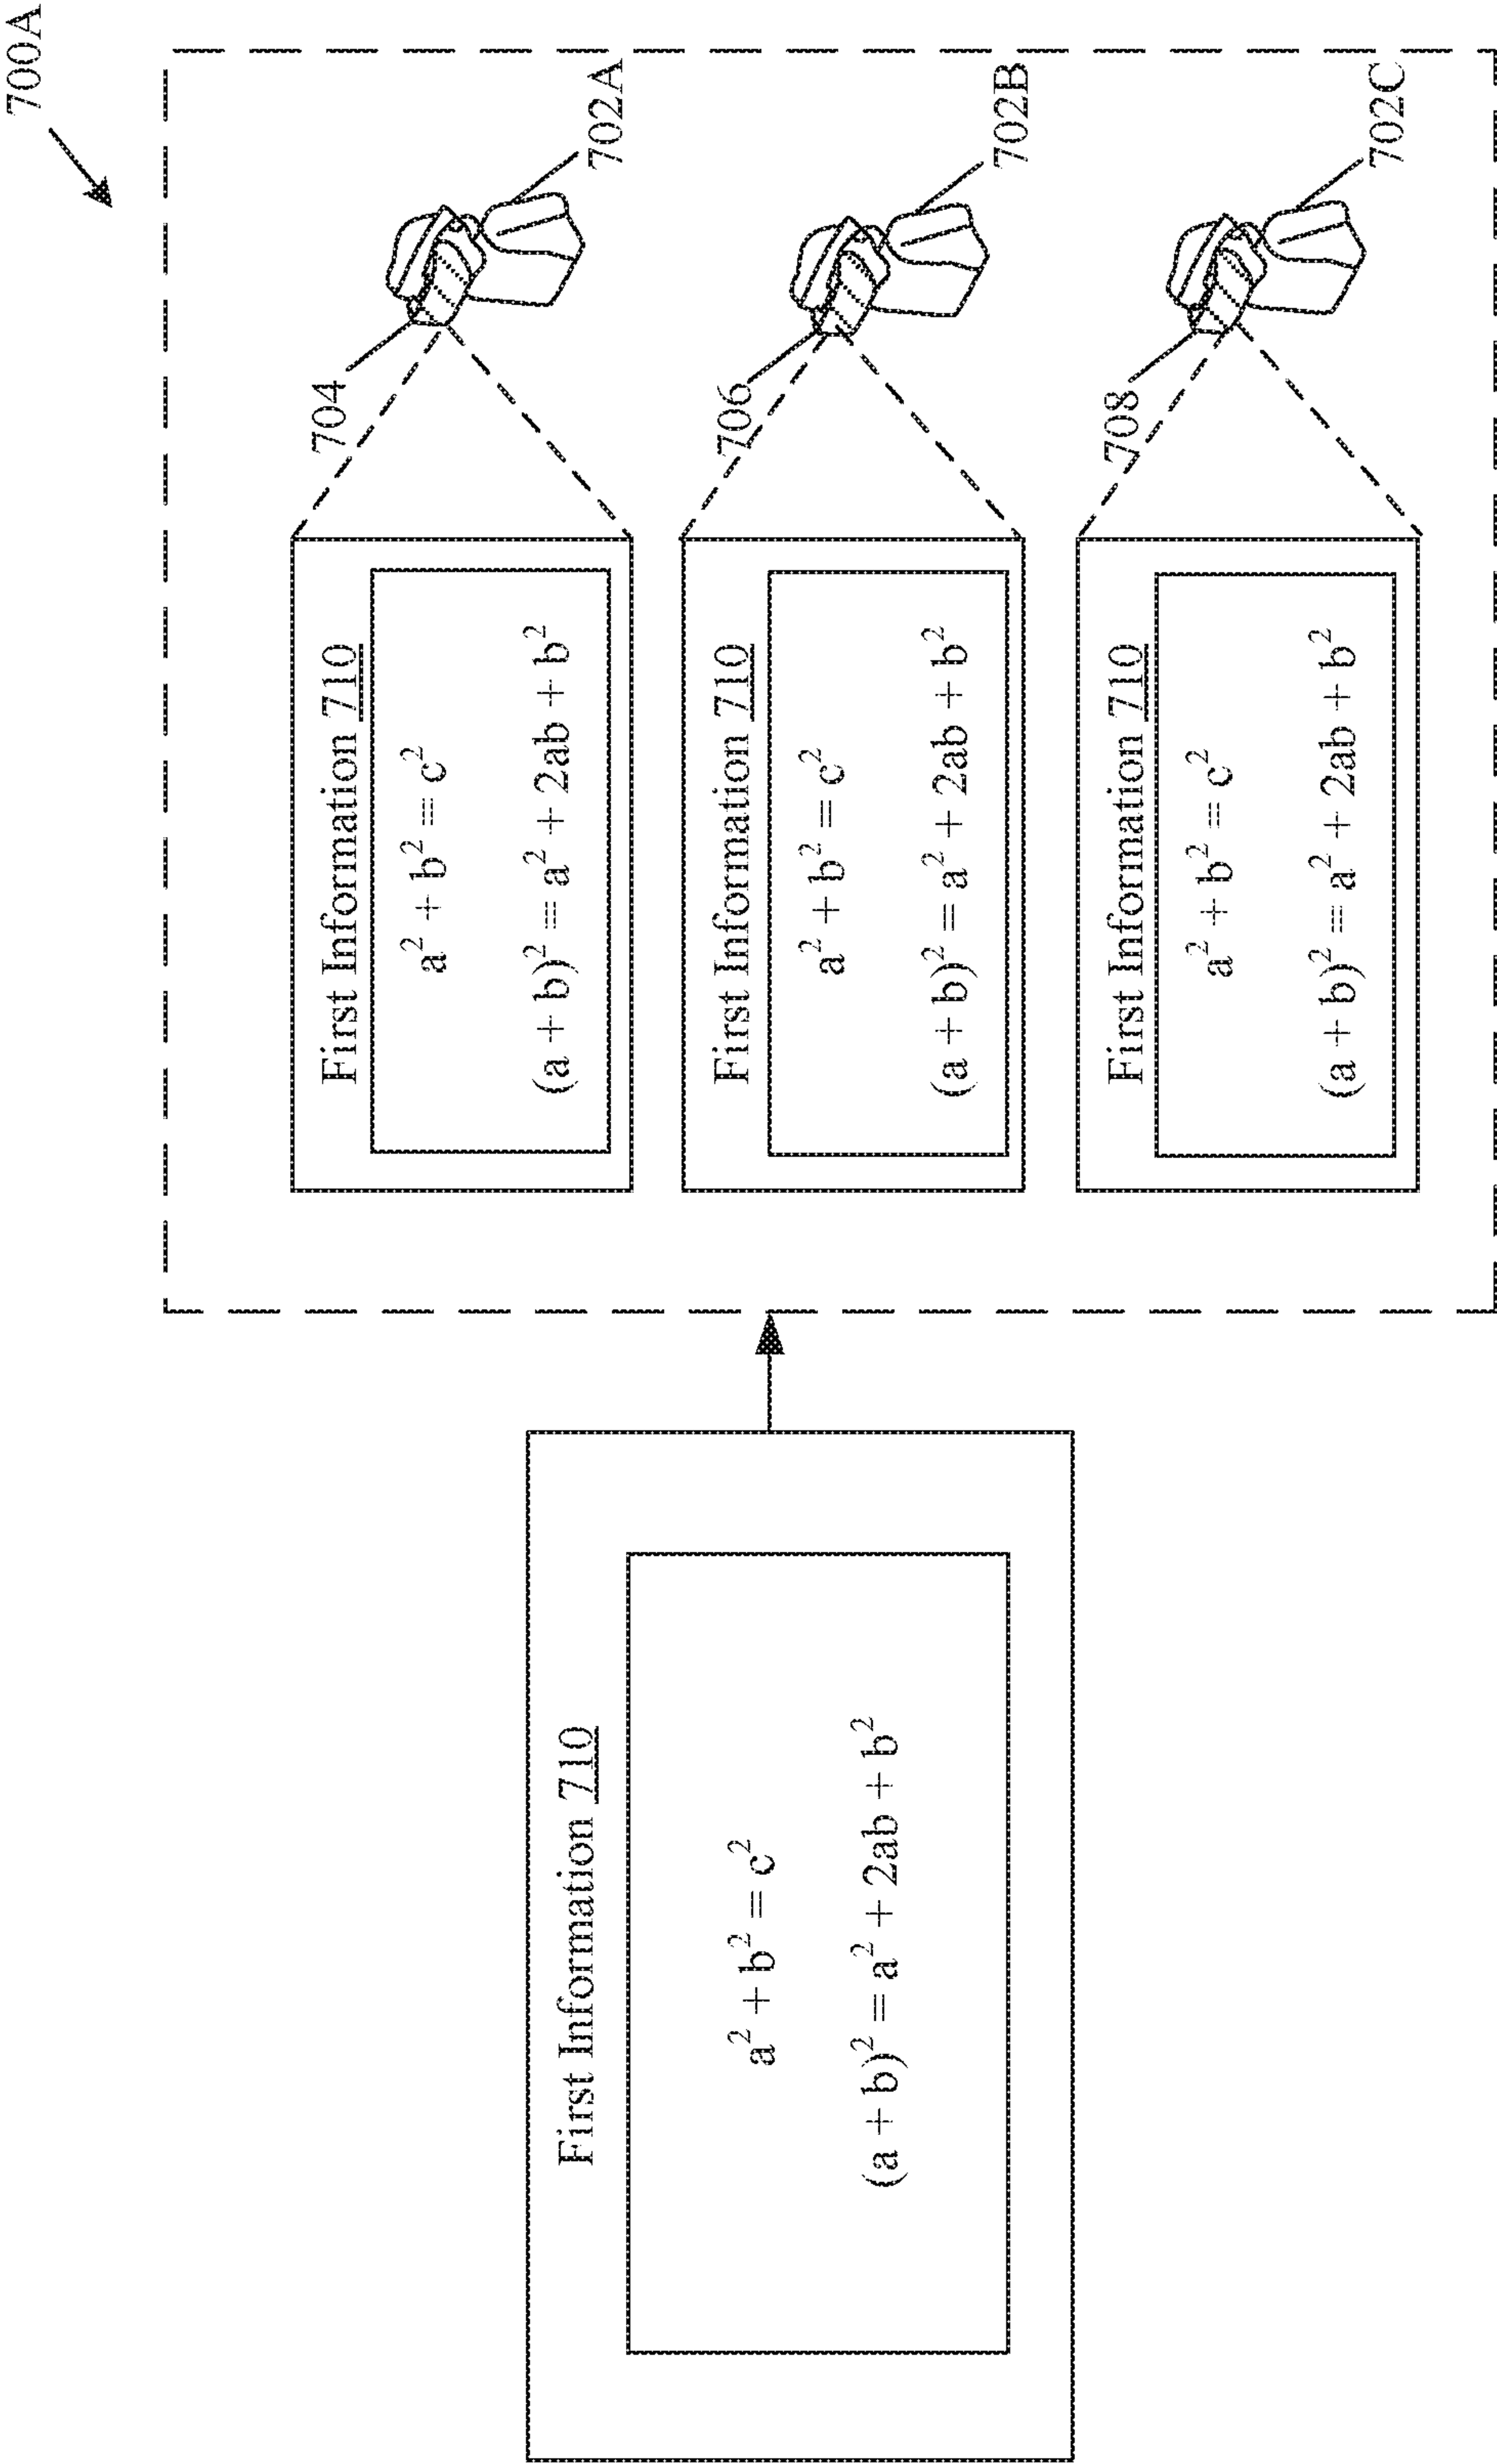 700A
First Information 710
a² + b² = c²
(a + b)² = a² + 2ab + b²
First Information 710
a² + b² = c²
(a + b)² = a² + 2ab + b²
704
702A
First Information 710
a² + b² = c²
(a + b)² = a² + 2ab + b²
706
702B
First Information 710
a² + b² = c²
(a + b)² = a² + 2ab + b²
708
702C